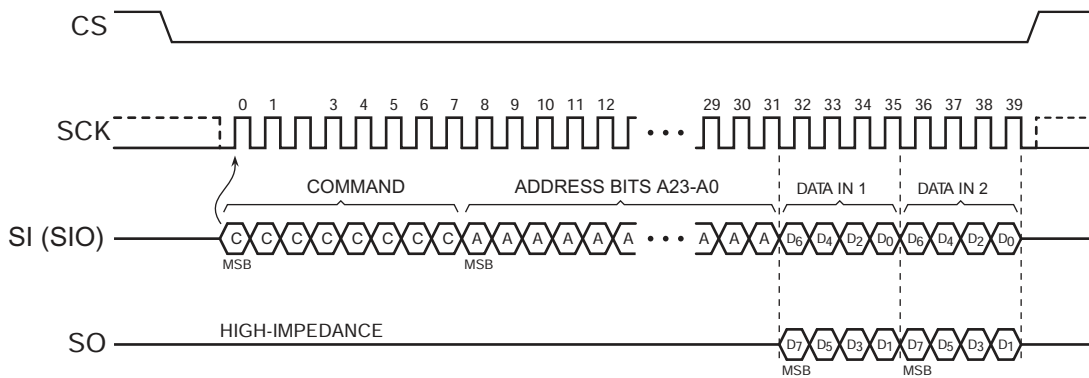 CS
0 1 3 4 5 6 7 8 9 10 11 12 29 30 31 32 33 34 35 36 37 38 39
SCK
COMMAND ADDRESS BITS A23-A0 DATA IN 1 DATA IN 2
SI (SIO) C C C C C C C C A A A A A A A A A D6 D4 D2 D0 D6 D4 D2 D0
MSB MSB
HIGH-IMPEDANCE
SO D7 D5 D3 D1 D7 D5 D3 D1
MSB MSB